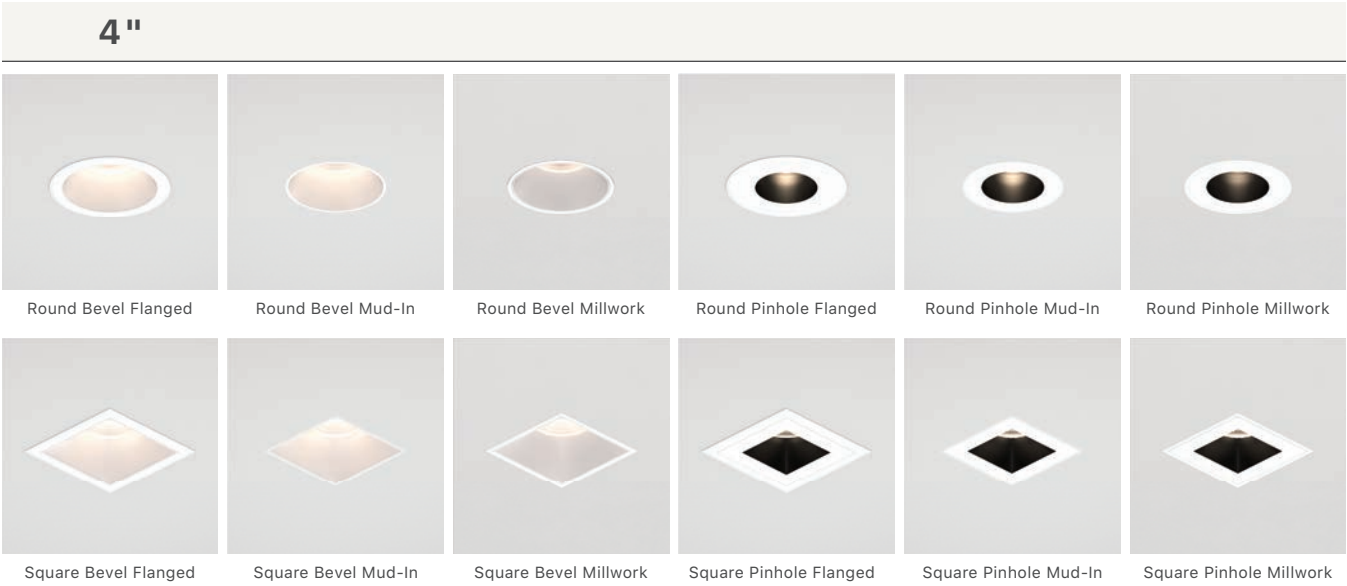 4"
Round Bevel Flanged
Round Bevel Mud-In
Round Bevel Millwork
Round Pinhole Flanged
Round Pinhole Mud-In
Round Pinhole Millwork
Square Bevel Flanged
Square Bevel Mud-In
Square Bevel Millwork
Square Pinhole Flanged
Square Pinhole Mud-In
Square Pinhole Millwork